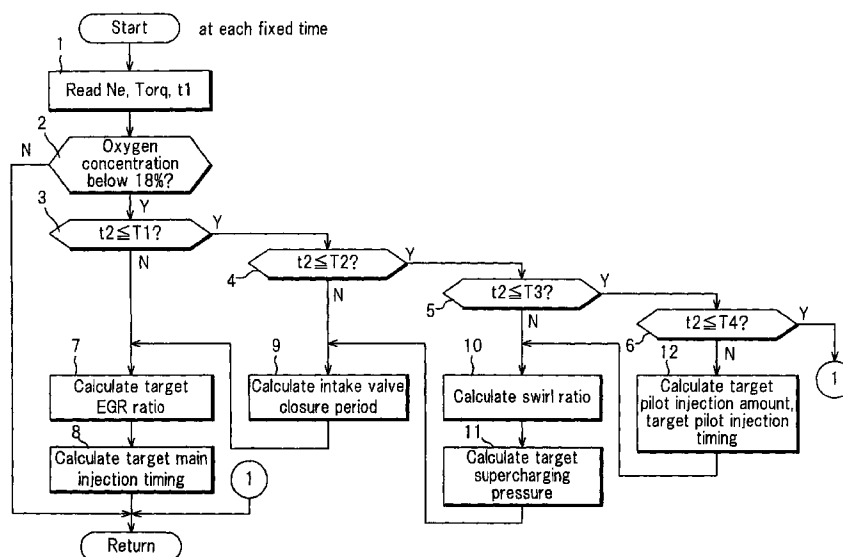 Start
at each fixed time
1
Read Ne, Torq, t1
2
N
Oxygen
concentration
below 18%?
Y
3
t2≦T1?
Y
N
4
t2≦T2?
Y
N
5
t2≦T3?
Y
N
6
t2≦T4?
Y
N
1
7
Calculate target
EGR ratio
8
Calculate target main
injection timing
9
Calculate intake valve
closure period
10
Calculate swirl ratio
11
Calculate target
supercharging
pressure
12
Calculate target
pilot injection amount,
target pilot injection
timing
1
Return